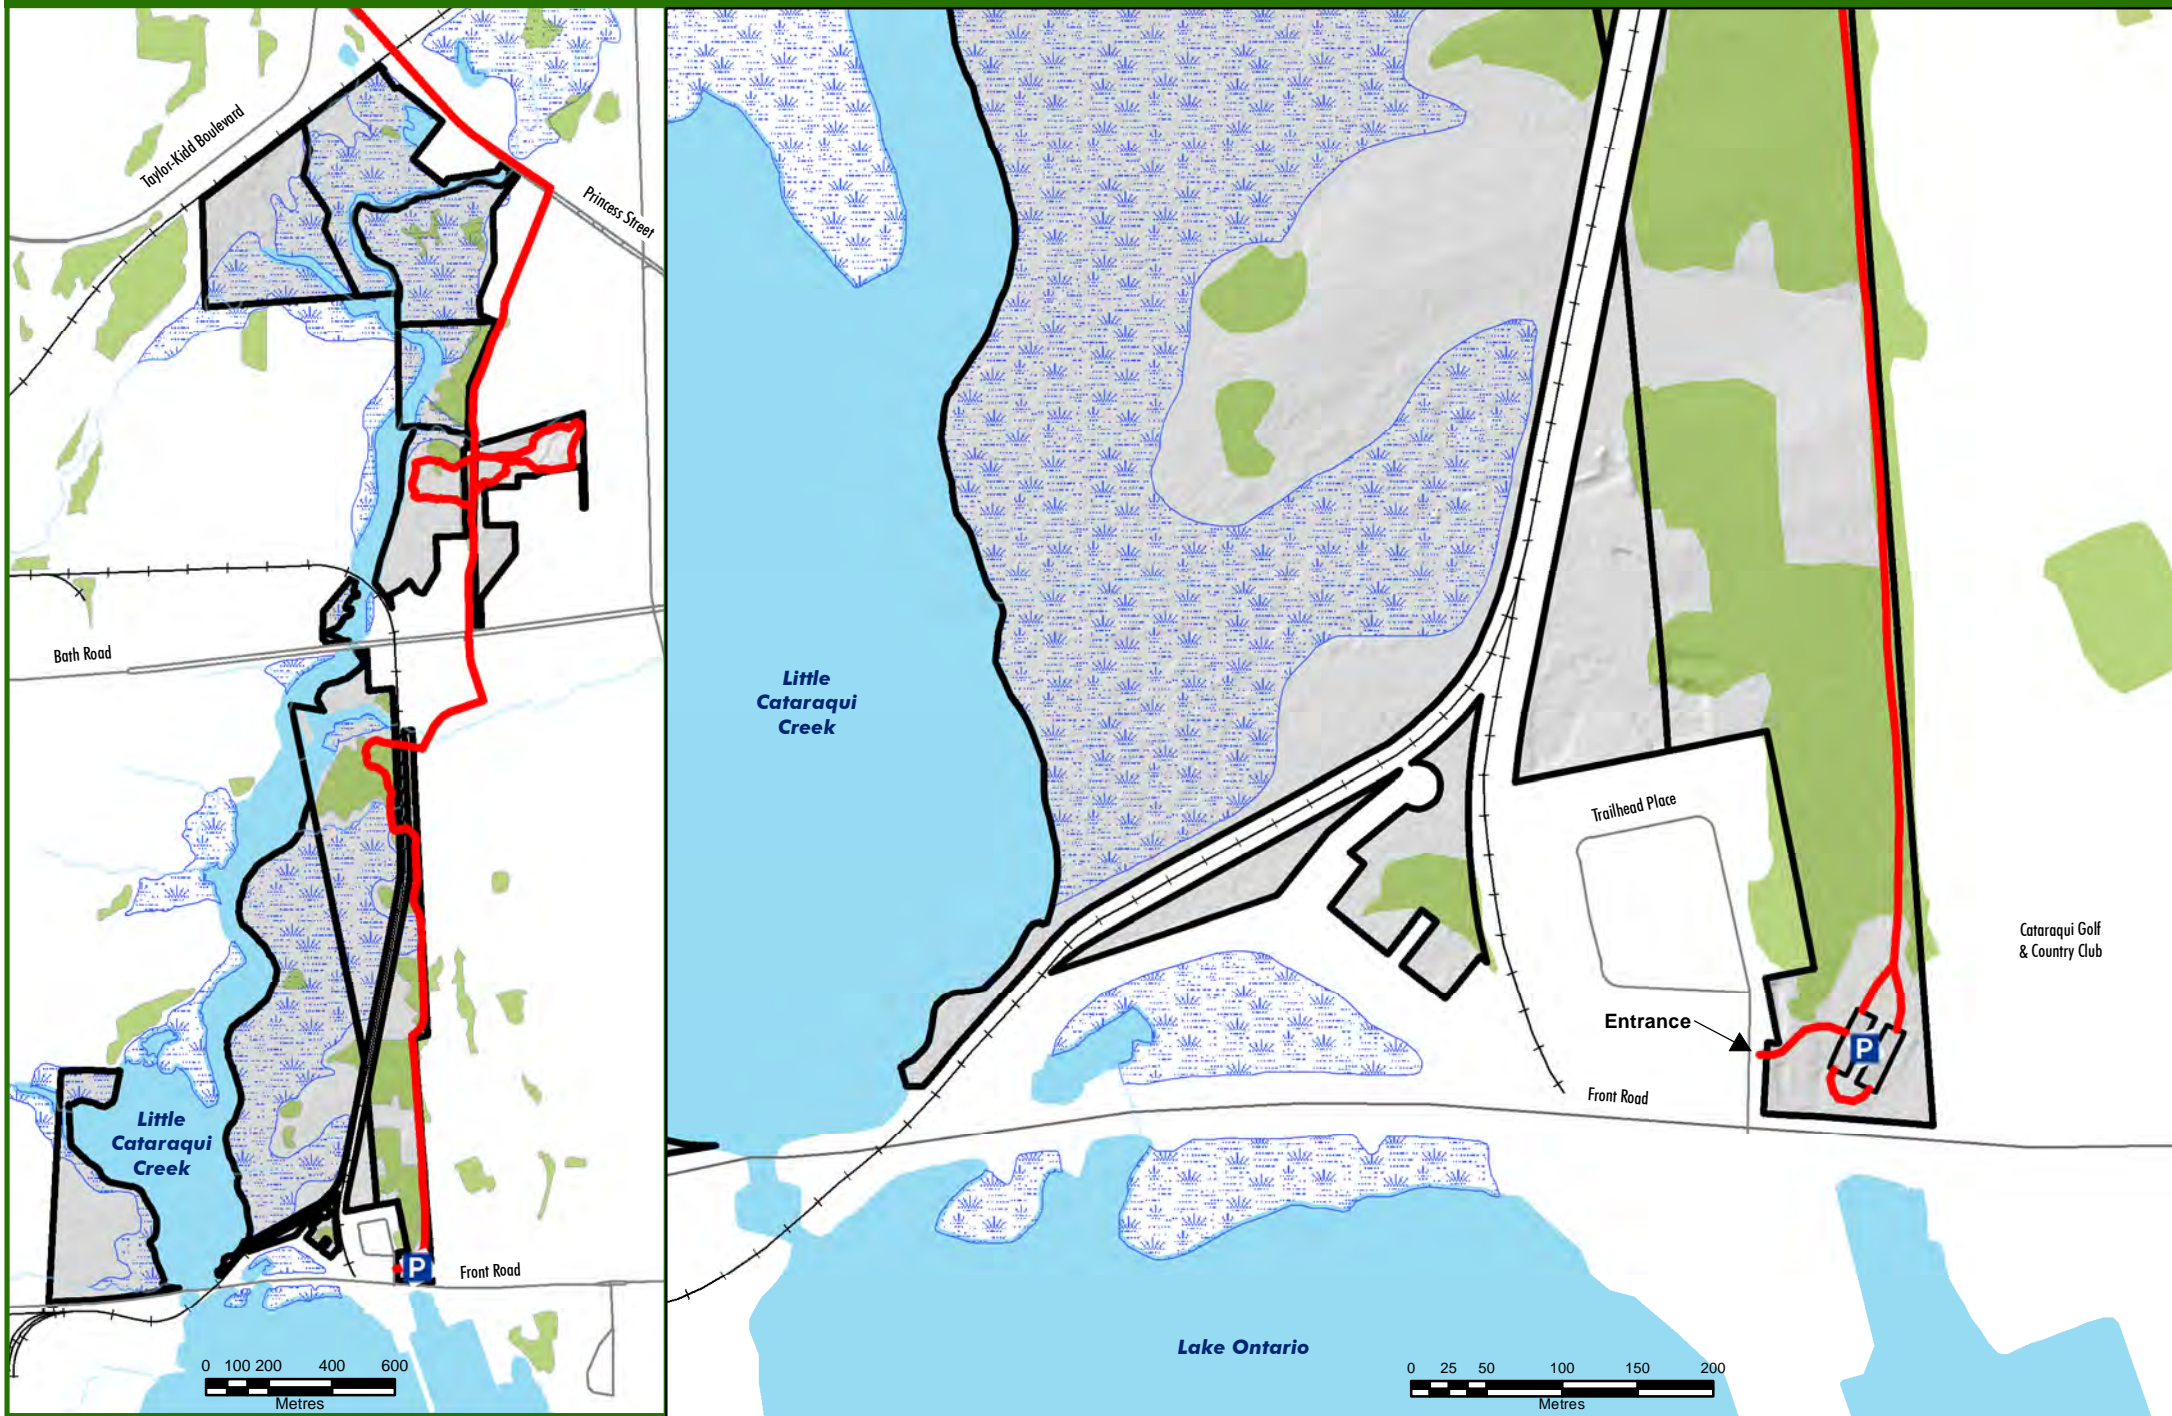 Taylor-Kidd Boulevard
Princess Street
Bath Road
Little
Cataraqui
Creek
P
Front Road
0 100 200 400 600
Metres
Little
Cataraqui
Creek
Trailhead Place
Cataraqui Golf
& Country Club
Entrance
P
Front Road
Lake Ontario
0 25 50 100 150 200
Metres